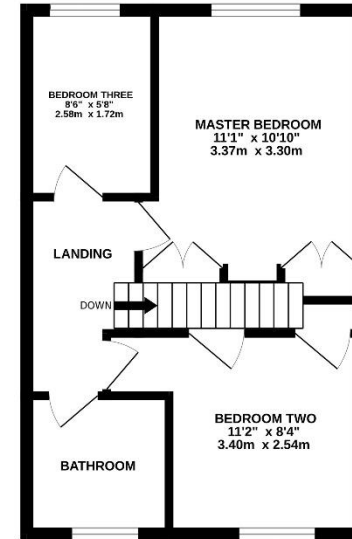 BEDROOM THREE
8'6" x 5'8"
2.58m x 1.72m
MASTER BEDROOM
11'1" x 10'10"
3.37m x 3.30m
LANDING
DOWN
BEDROOM TWO
11'2" x 8'4"
3.40m x 2.54m
BATHROOM